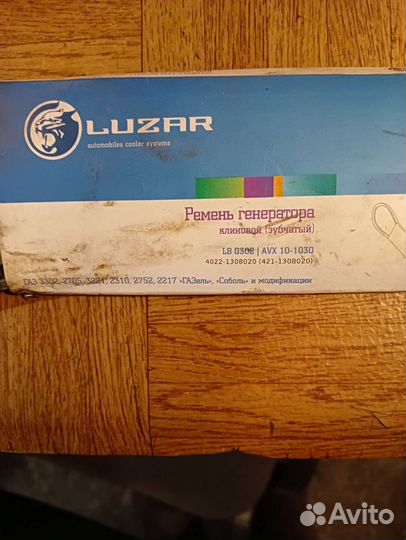 LUZAR
automobiles cooler systems
Ремень генератора
клиновой (зубчатый)
LB 0302 | AVX 10-1030
4022-1308020 (421-1308020)
ГАЗ 3302, 2705, 3221, 2310, 2752, 2217 «ГАЗель», «Соболь» и модификации
Avito